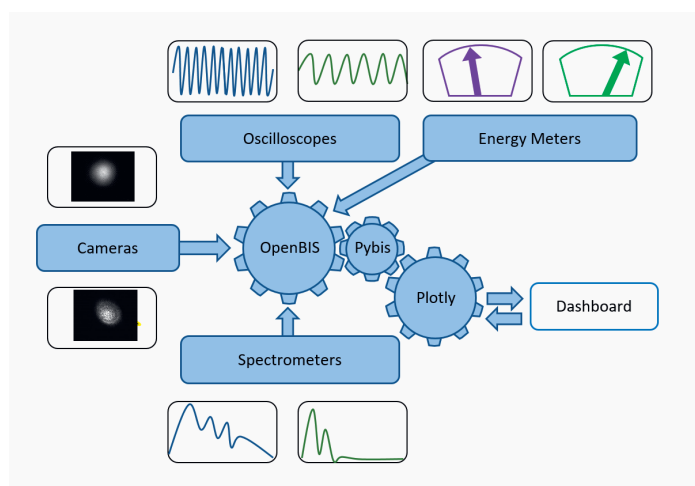 Oscilloscopes
Energy Meters
Cameras
OpenBIS
Pybis
Plotly
Dashboard
Spectrometers